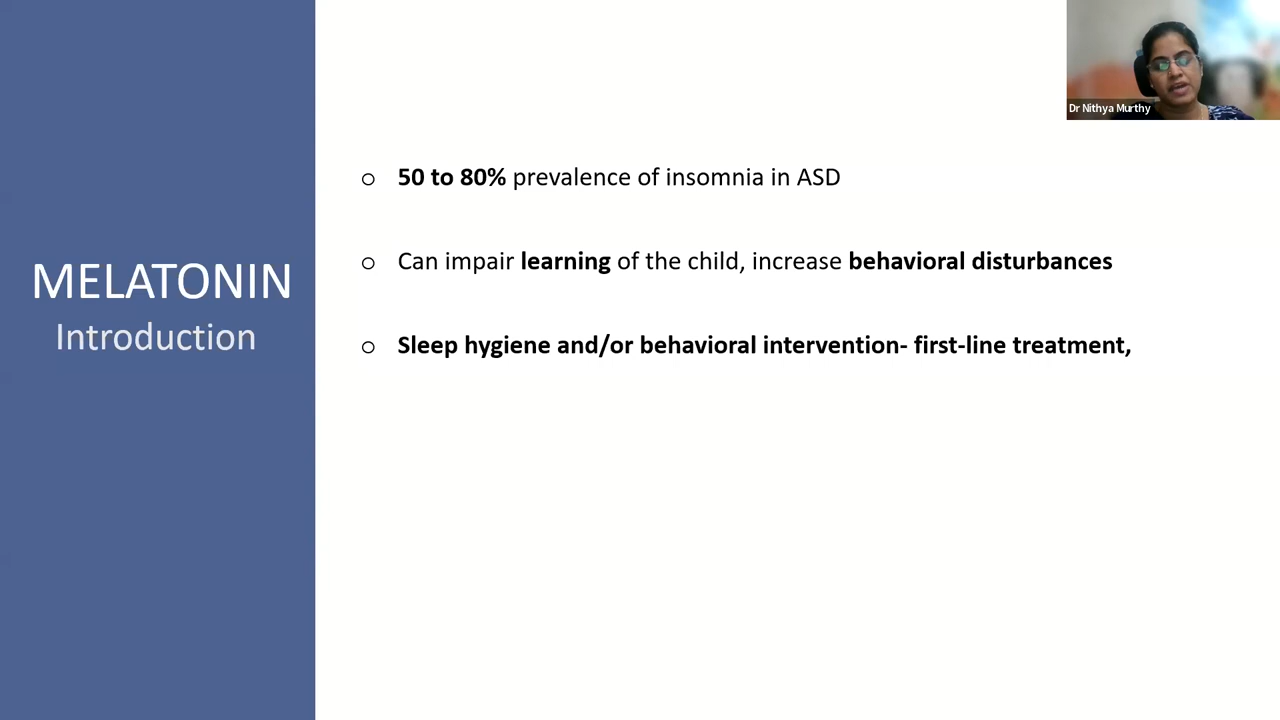 MELATONIN
Introduction
Dr Nithya Murthy
○ 50 to 80% prevalence of insomnia in ASD
○ Can impair learning of the child, increase behavioral disturbances
○ Sleep hygiene and/or behavioral intervention- first-line treatment,